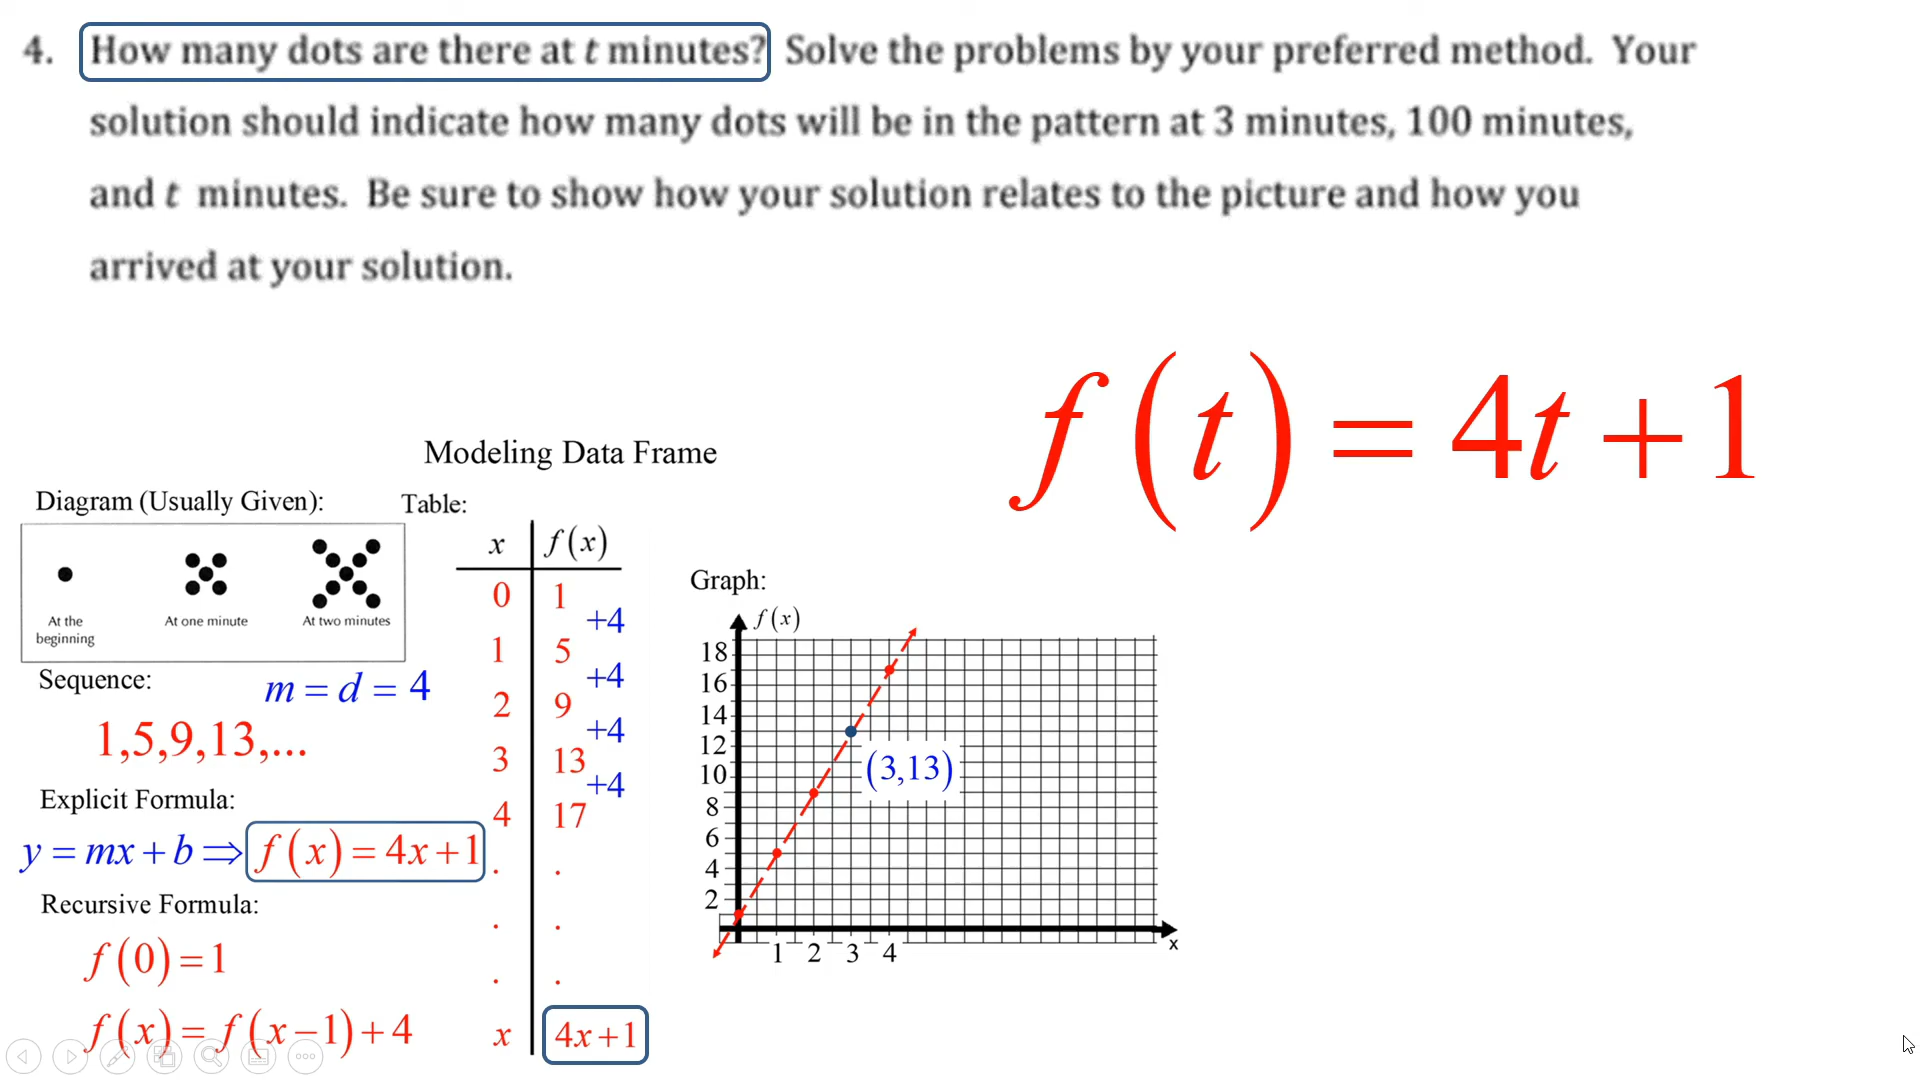 4. How many dots are there at t minutes? Solve the problems by your preferred method. Your
solution should indicate how many dots will be in the pattern at 3 minutes, 100 minutes,
and t minutes. Be sure to show how your solution relates to the picture and how you
arrived at your solution.
f(t) = 4t + 1
Modeling Data Frame
Diagram (Usually Given):
At the
beginning
At one minute
At two minutes
Sequence:
m = d = 4
1,5,9,13,...
Explicit Formula:
y = mx + b ⇒ f(x) = 4x + 1
Recursive Formula:
f(0) = 1
f(x) = f(x−1) + 4
Table:
x f(x)
0 1
+4
1 5
+4
2 9
+4
3 13
+4
4 17
. .
. .
. .
x 4x+1
Graph:
f(x)
18
16
14
12
10
8
6
4
2
(3,13)
1 2 3 4
x